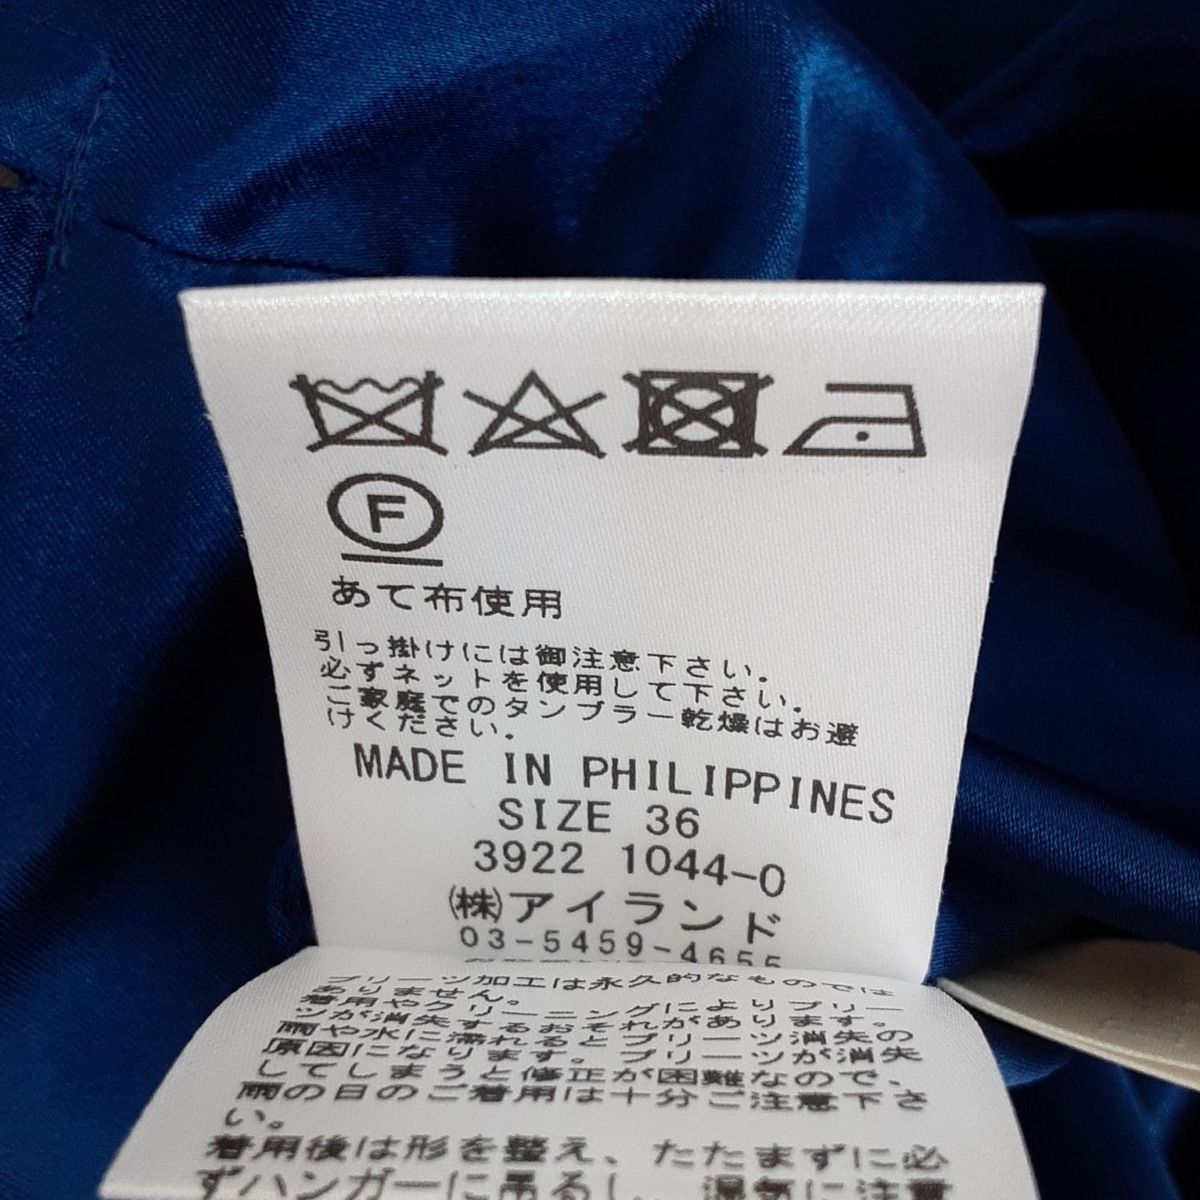 F
あて布使用
引っ掛けには御注意下さい。
必ずネットを使用して下さい。
ご家庭でのタンブラー乾燥はお避
けください。
MADE IN PHILIPPINES
SIZE 36
3922 1044-0
(株)アイランド
03-5459-4655
プリーツ加工は永久的なものでは
ありません。
着用やクリーニングによりプリー
ツが消失するおそれがあります。
雨や水に濡れるとプリーツ消失の
原因になります。プリーツが消失
してしまうと修正が困難なので、
雨の日のご着用は十分ご注意下さ
い。
着用後は形を整え、たたまずに必
ずハンガーに吊るし、湿気に注意